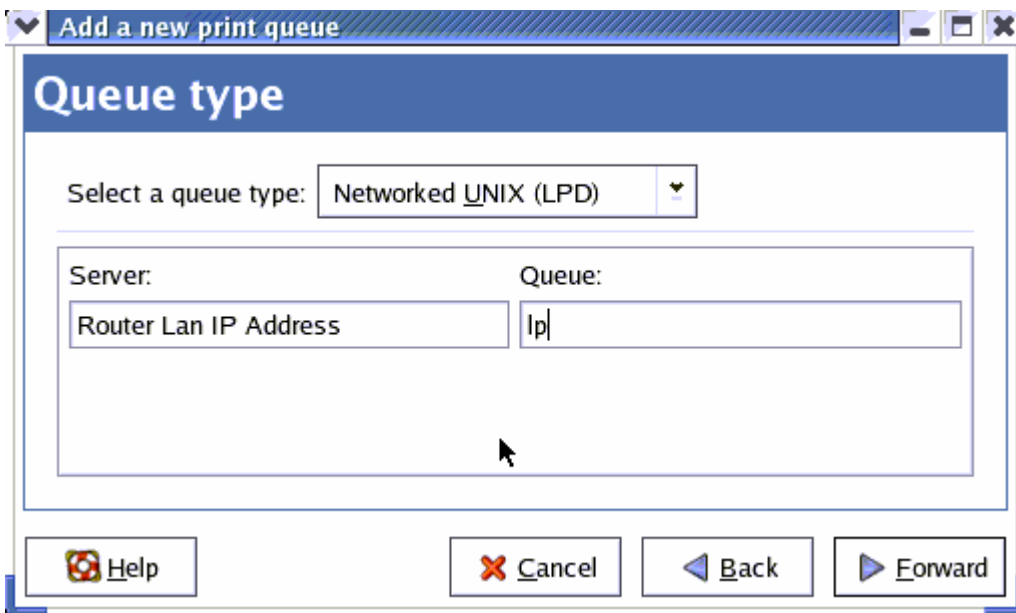 Add a new print queue
Queue type
Select a queue type: Networked UNIX (LPD)
Server: Queue:
Router Lan IP Address lp
Help Cancel Back Forward